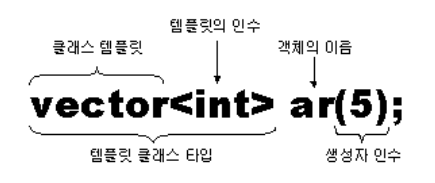 템플릿의 인수
클래스 템플릿
객체의 이름
vector<int> ar(5);
템플릿 클래스 타입
생성자 인수